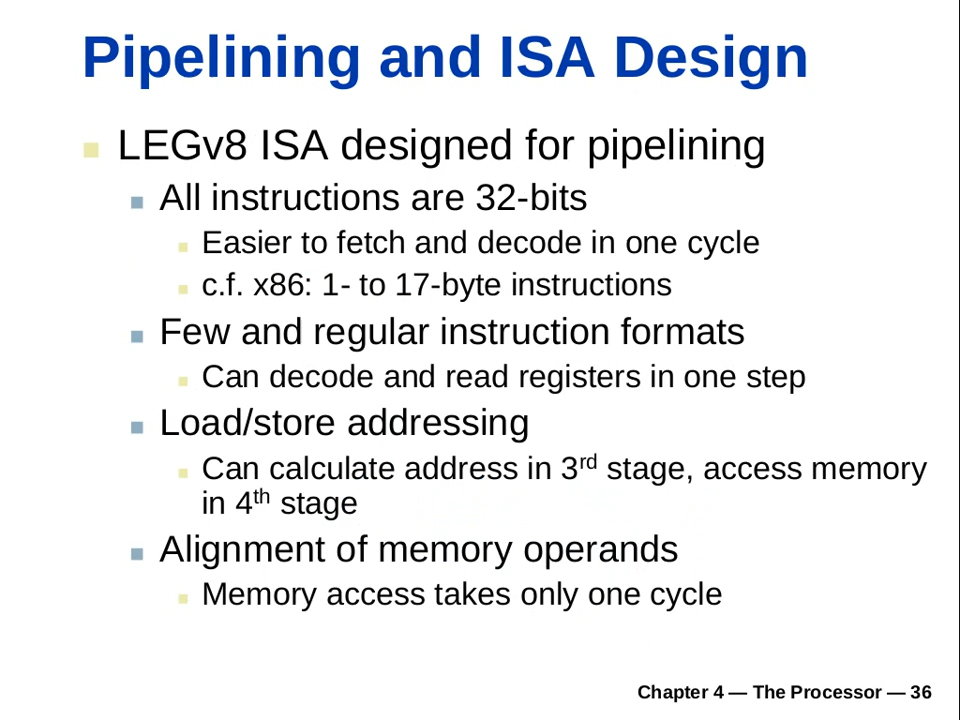 Pipelining and ISA Design
LEGv8 ISA designed for pipelining
All instructions are 32-bits
Easier to fetch and decode in one cycle
c.f. x86: 1- to 17-byte instructions
Few and regular instruction formats
Can decode and read registers in one step
Load/store addressing
Can calculate address in 3rd stage, access memory
in 4th stage
Alignment of memory operands
Memory access takes only one cycle
Chapter 4 — The Processor — 36